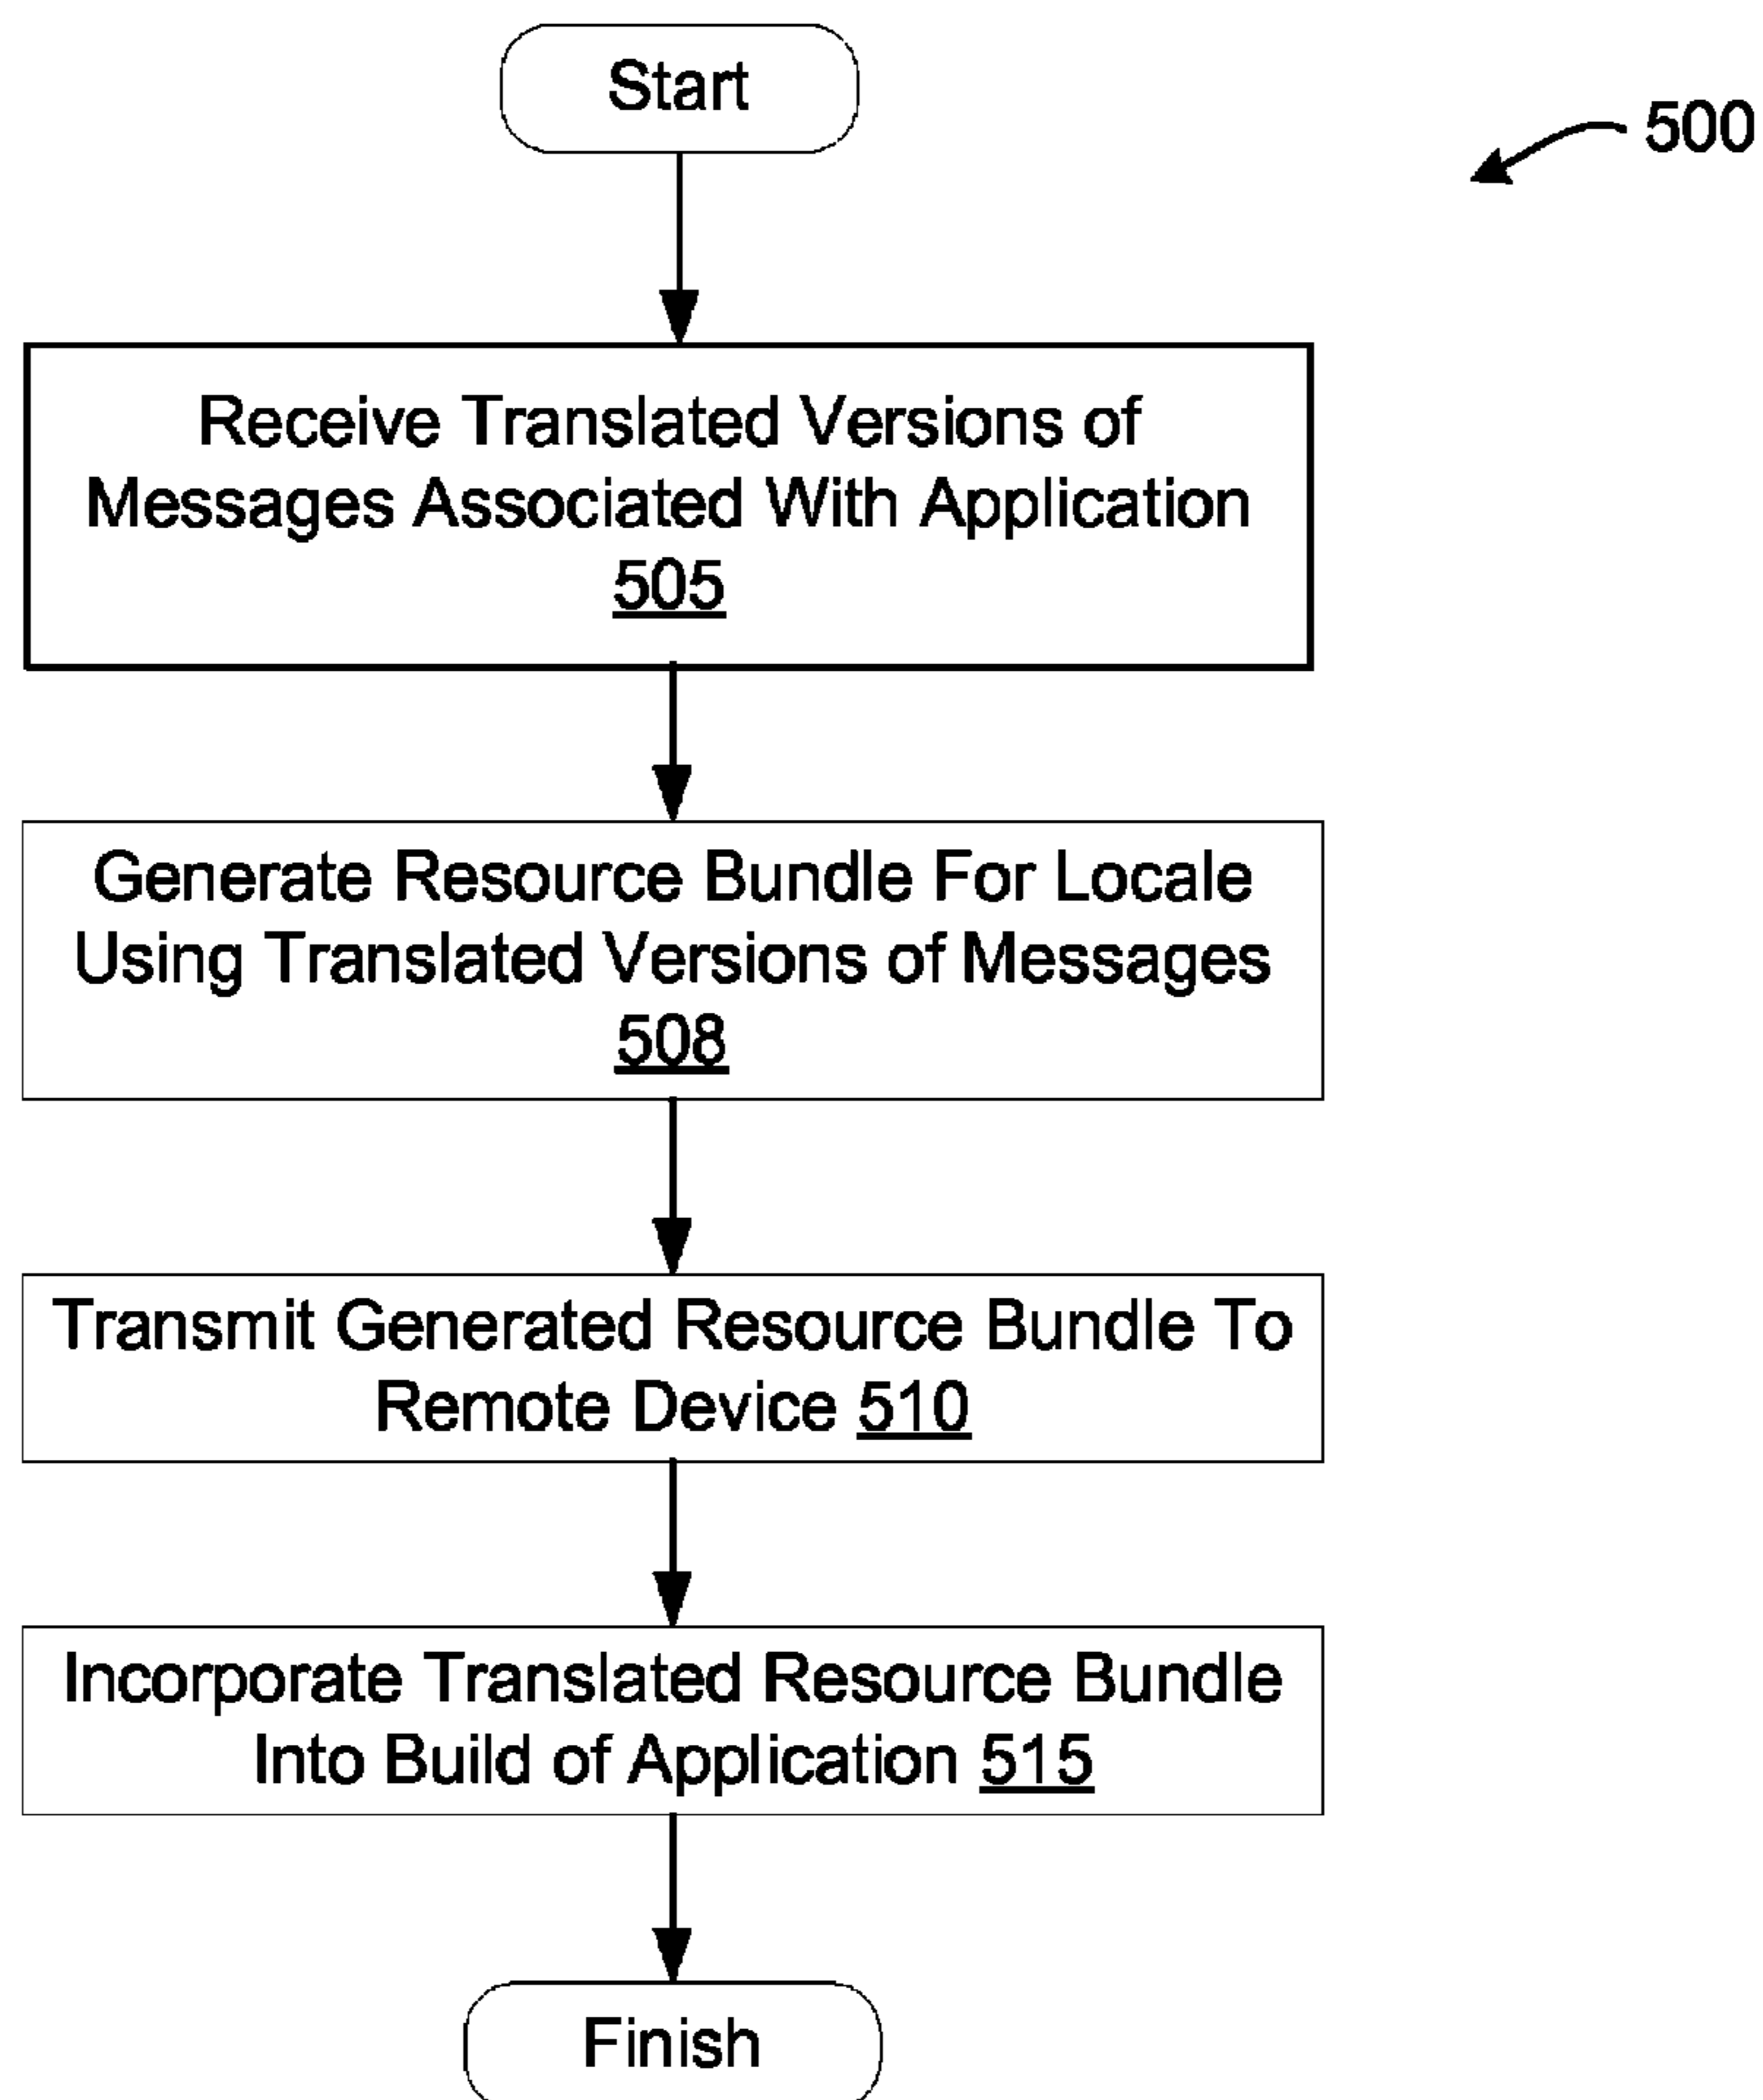 Start
500
Receive Translated Versions of
Messages Associated With Application
505
Generate Resource Bundle For Locale
Using Translated Versions of Messages
508
Transmit Generated Resource Bundle To
Remote Device 510
Incorporate Translated Resource Bundle
Into Build of Application 515
Finish